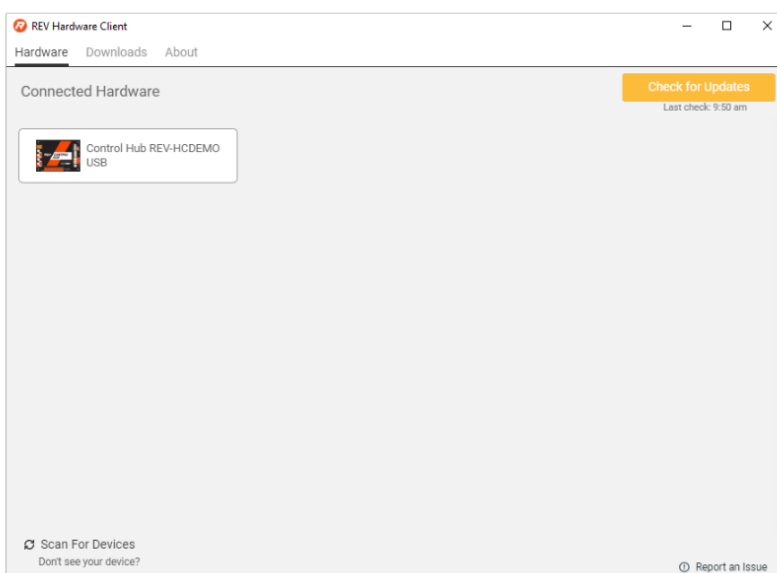 REV Hardware Client
Hardware Downloads About
Connected Hardware
Check for Updates
Last check: 9:50 am
Control Hub REV-HCDEMO
USB
Scan For Devices
Don't see your device?
Report an Issue